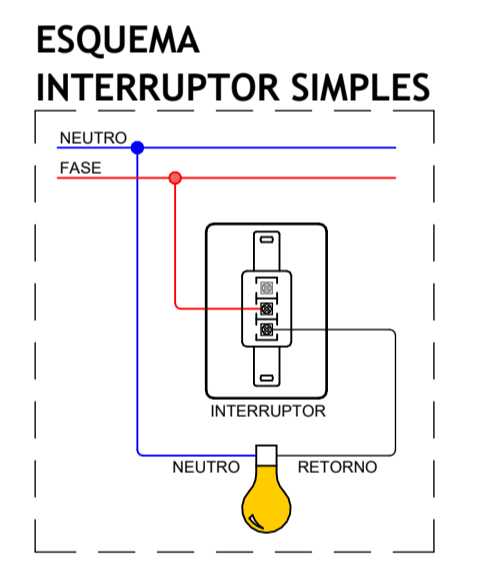 ESQUEMA
INTERRUPTOR SIMPLES
NEUTRO
FASE
INTERRUPTOR
NEUTRO
RETORNO